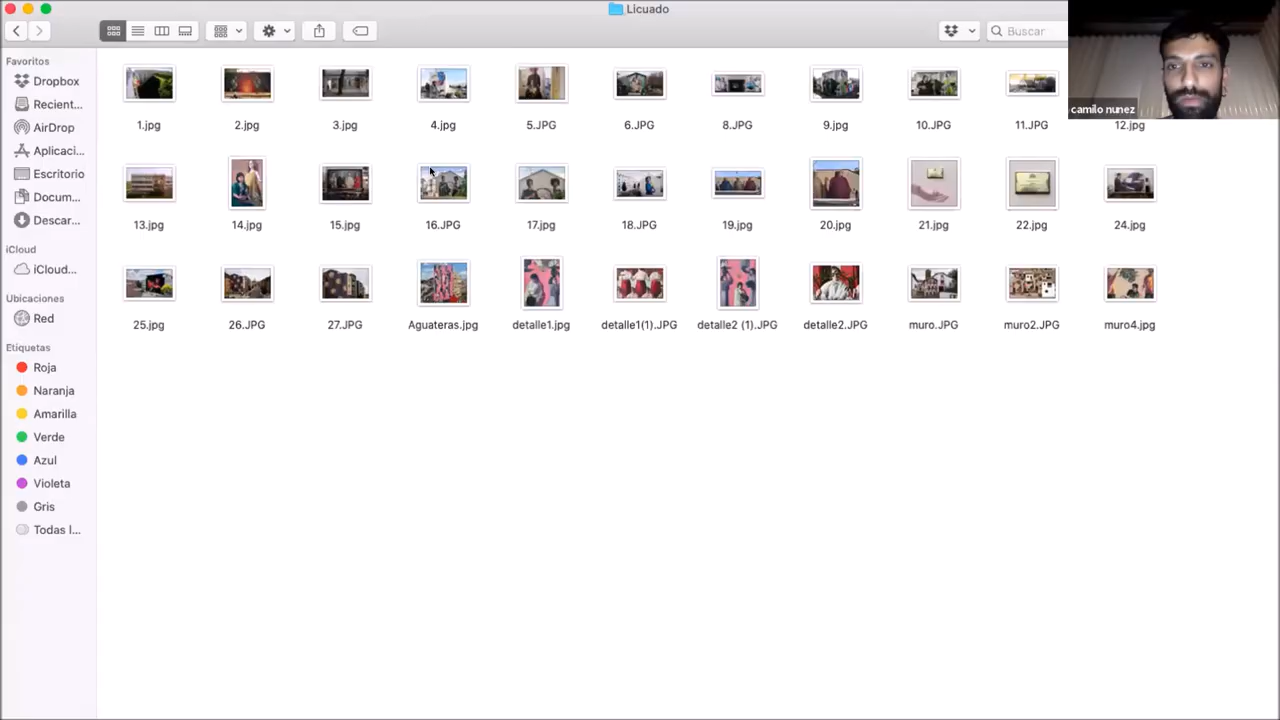 Licuado
Buscar
camilo nunez
Favoritos
Dropbox
Recient...
AirDrop
Aplicaci...
Escritorio
Docum...
Descar...
iCloud
iCloud...
Ubicaciones
Red
Etiquetas
Roja
Naranja
Amarilla
Verde
Azul
Violeta
Gris
Todas l...
1.jpg
2.jpg
3.jpg
4.jpg
5.JPG
6.JPG
8.JPG
9.jpg
10.JPG
11.JPG
12.jpg
13.jpg
14.jpg
15.jpg
16.JPG
17.jpg
18.JPG
19.jpg
20.jpg
21.jpg
22.jpg
24.jpg
25.jpg
26.JPG
27.JPG
Aguateras.jpg
detalle1.jpg
detalle1(1).JPG
detalle2 (1).JPG
detalle2.JPG
muro.JPG
muro2.JPG
muro4.jpg